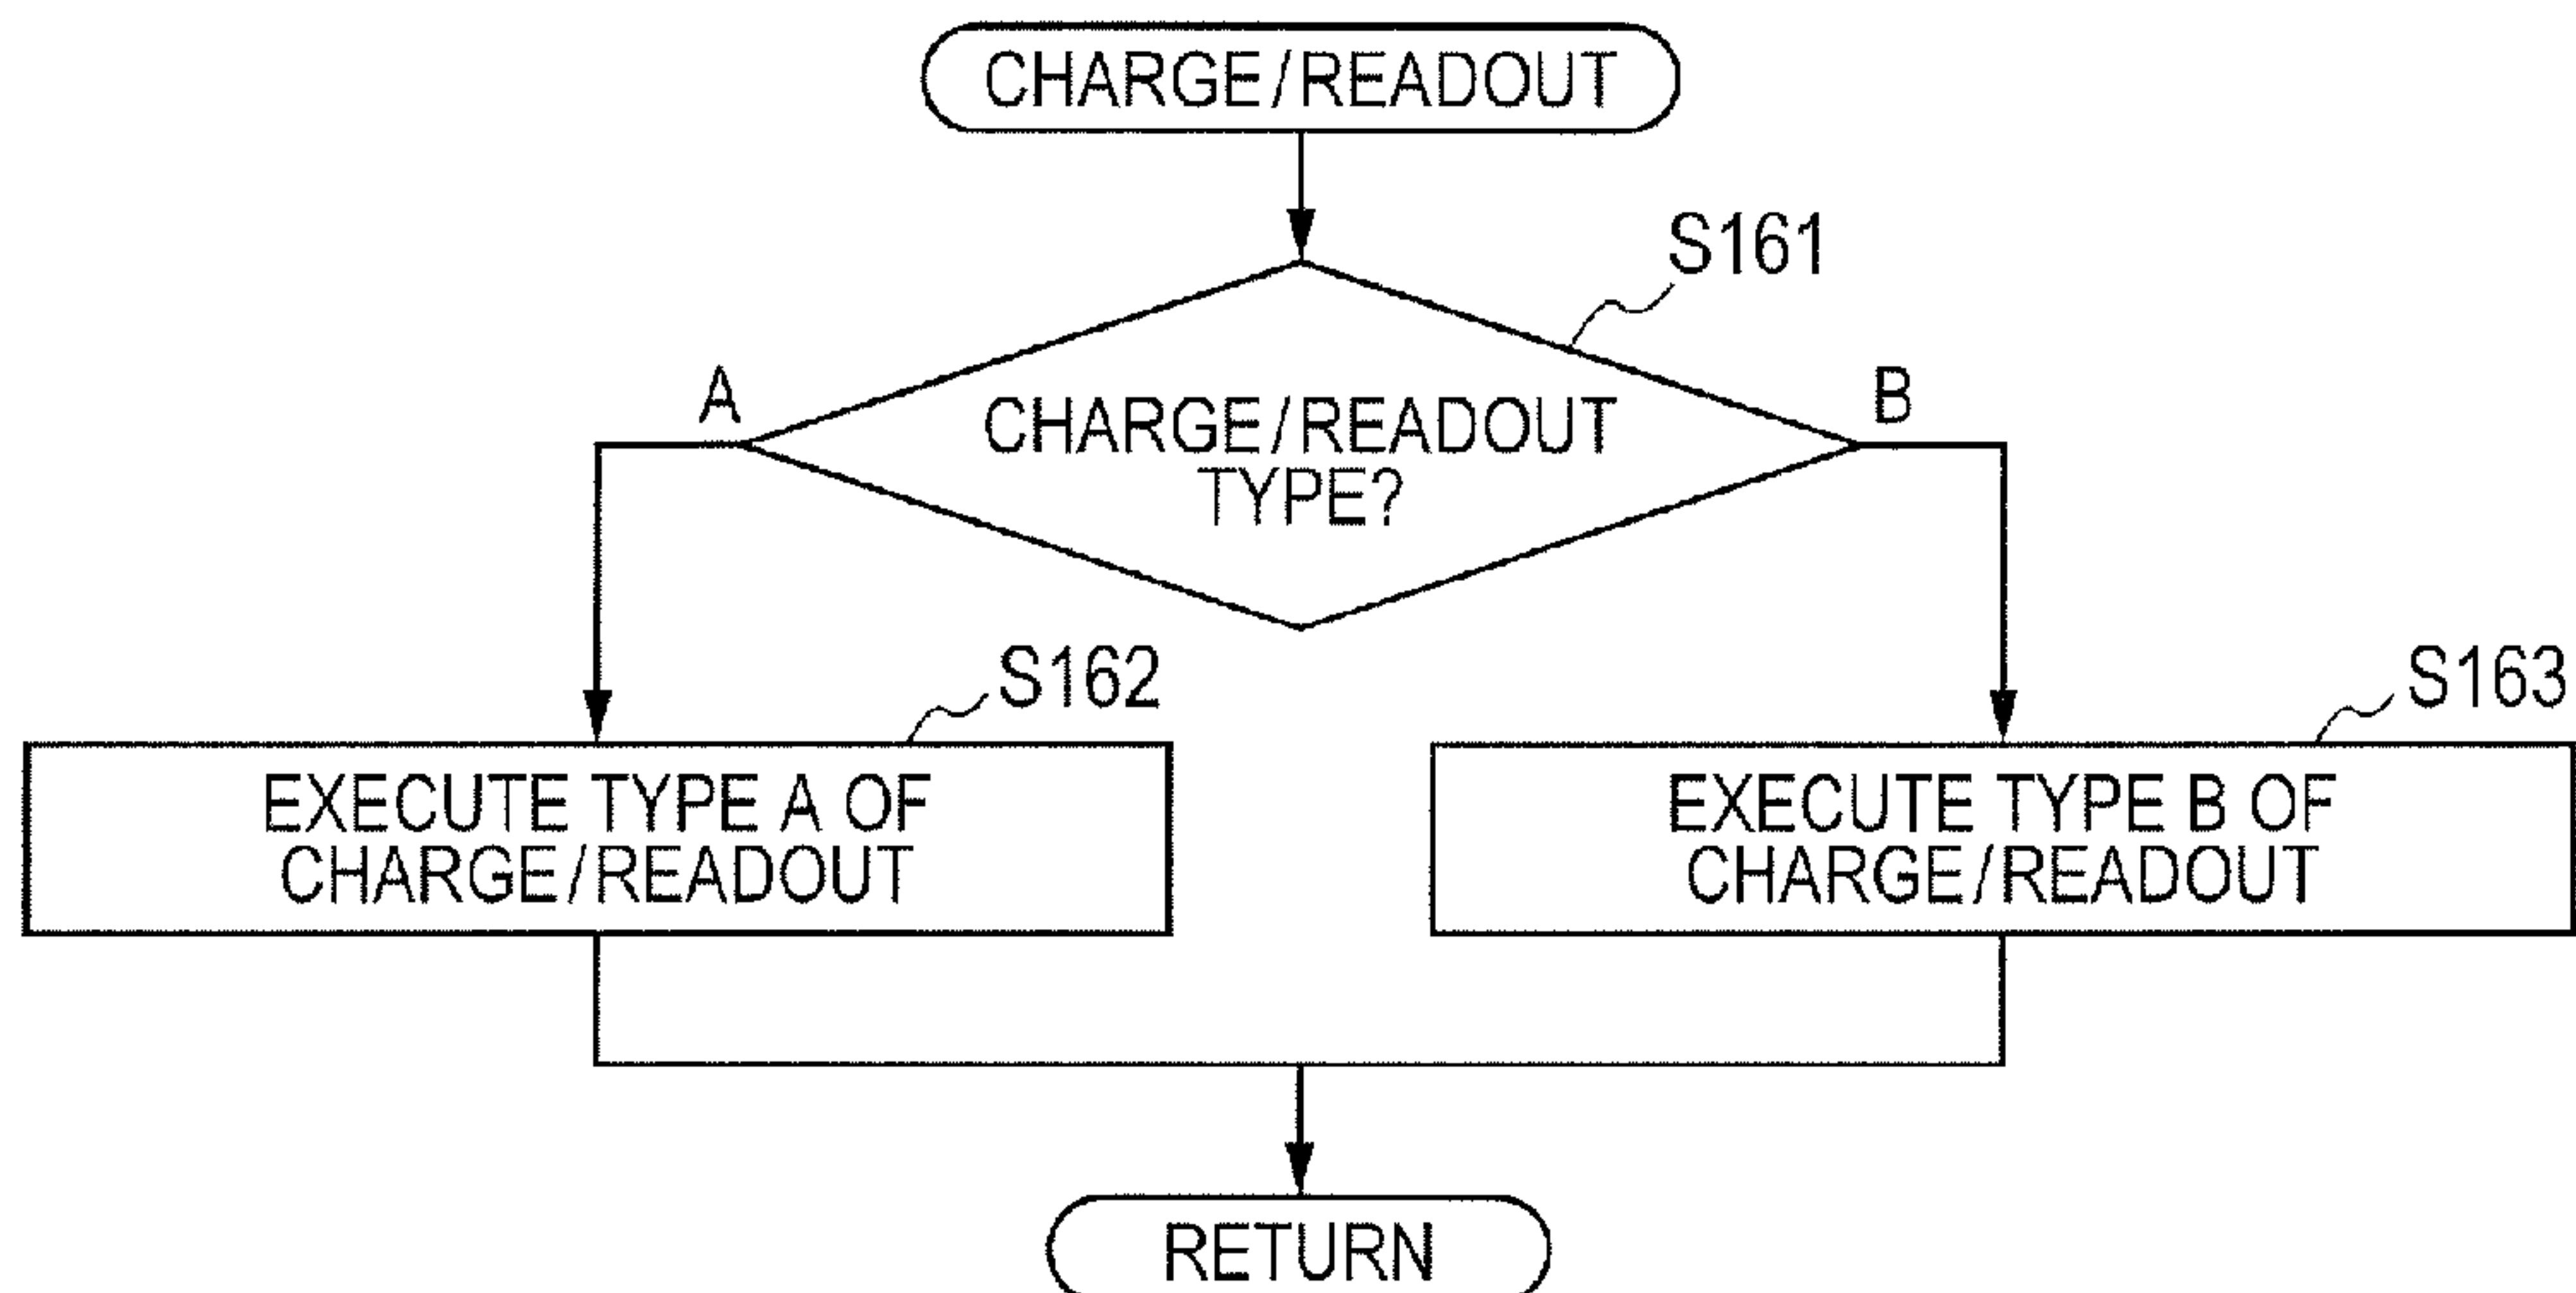 CHARGE/READOUT
S161
A
B
CHARGE/READOUT
TYPE?
S162
S163
EXECUTE TYPE A OF
CHARGE/READOUT
EXECUTE TYPE B OF
CHARGE/READOUT
RETURN